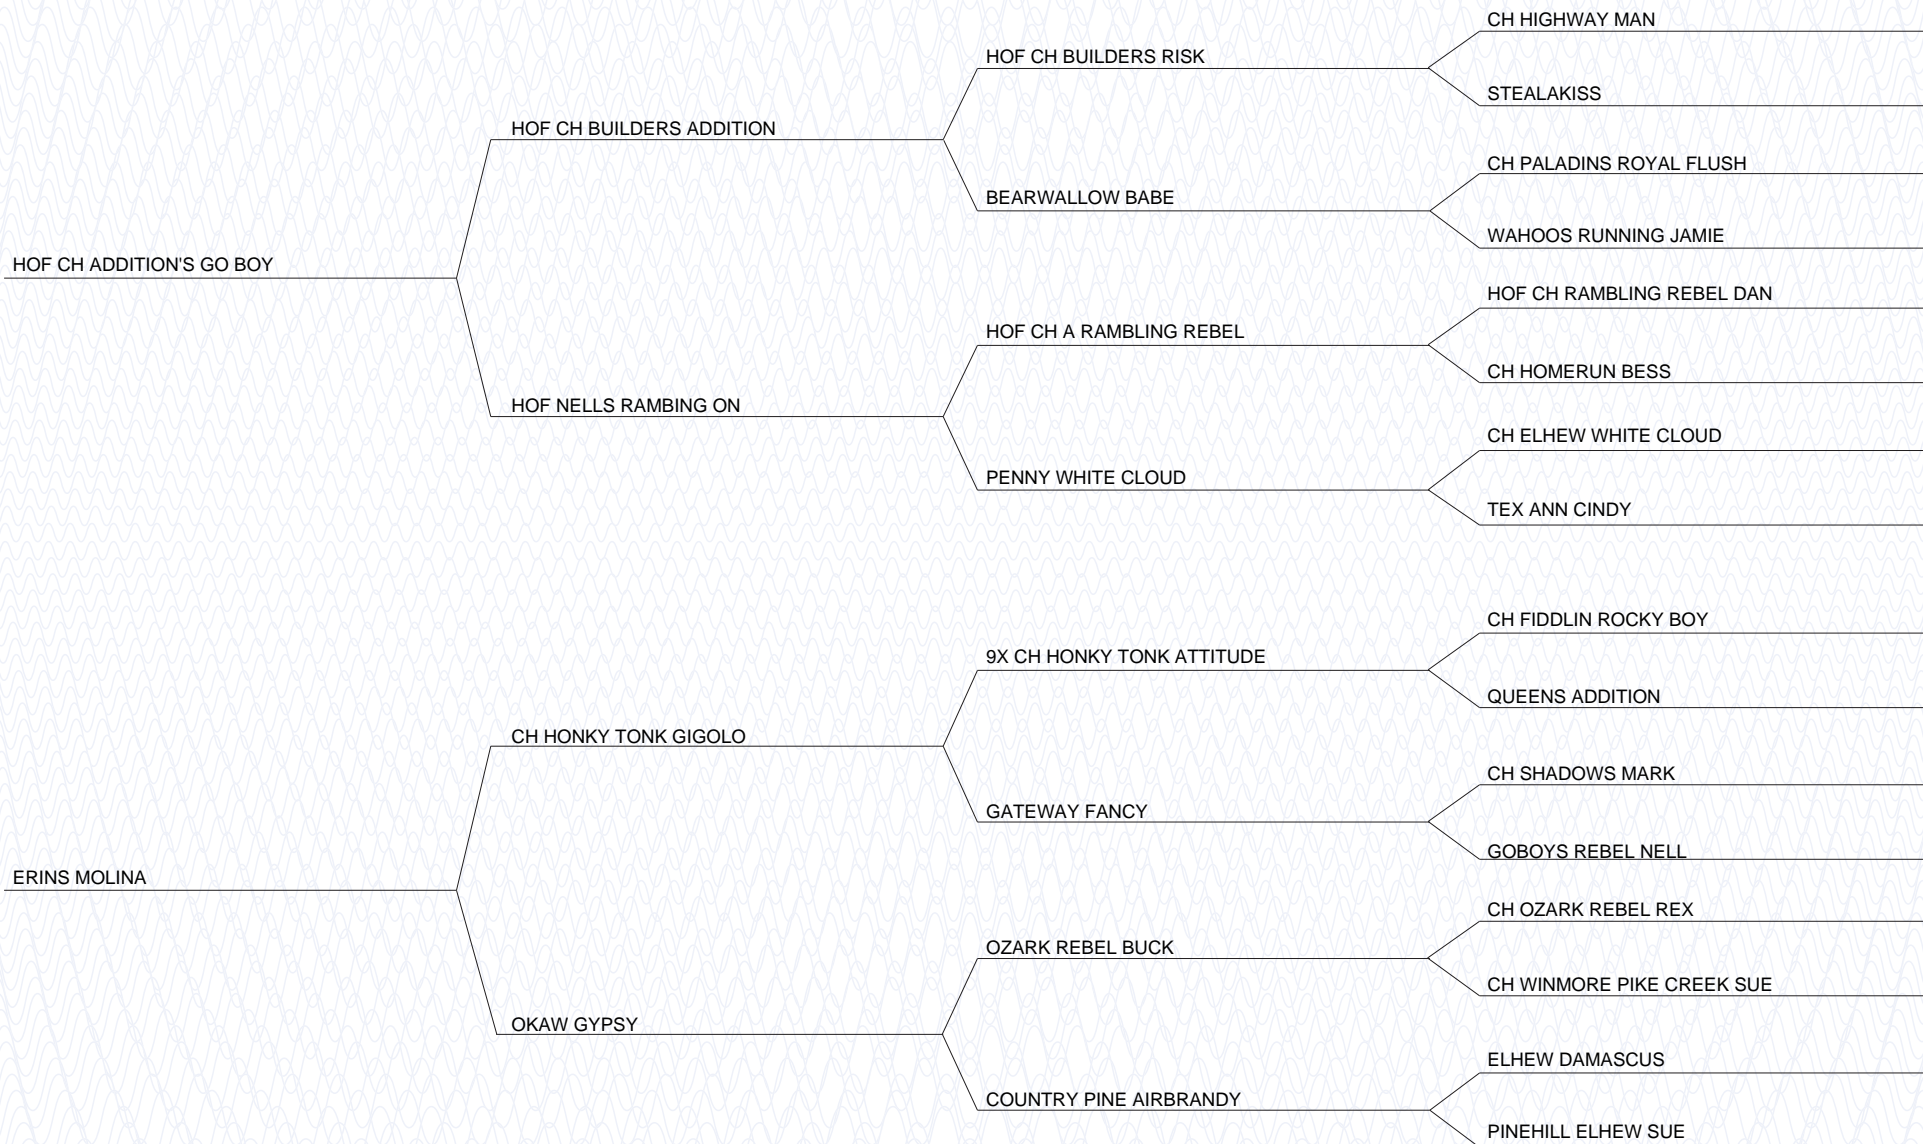 CH HIGHWAY MAN
HOF CH BUILDERS RISK
STEALAKISS
HOF CH BUILDERS ADDITION
CH PALADINS ROYAL FLUSH
BEARWALLOW BABE
WAHOOS RUNNING JAMIE
HOF CH ADDITION'S GO BOY
HOF CH RAMBLING REBEL DAN
HOF CH A RAMBLING REBEL
CH HOMERUN BESS
HOF NELLS RAMBING ON
CH ELHEW WHITE CLOUD
PENNY WHITE CLOUD
TEX ANN CINDY
CH FIDDLIN ROCKY BOY
9X CH HONKY TONK ATTITUDE
QUEENS ADDITION
CH HONKY TONK GIGOLO
CH SHADOWS MARK
GATEWAY FANCY
GOBOYS REBEL NELL
ERINS MOLINA
CH OZARK REBEL REX
OZARK REBEL BUCK
CH WINMORE PIKE CREEK SUE
OKAW GYPSY
ELHEW DAMASCUS
COUNTRY PINE AIRBRANDY
PINEHILL ELHEW SUE